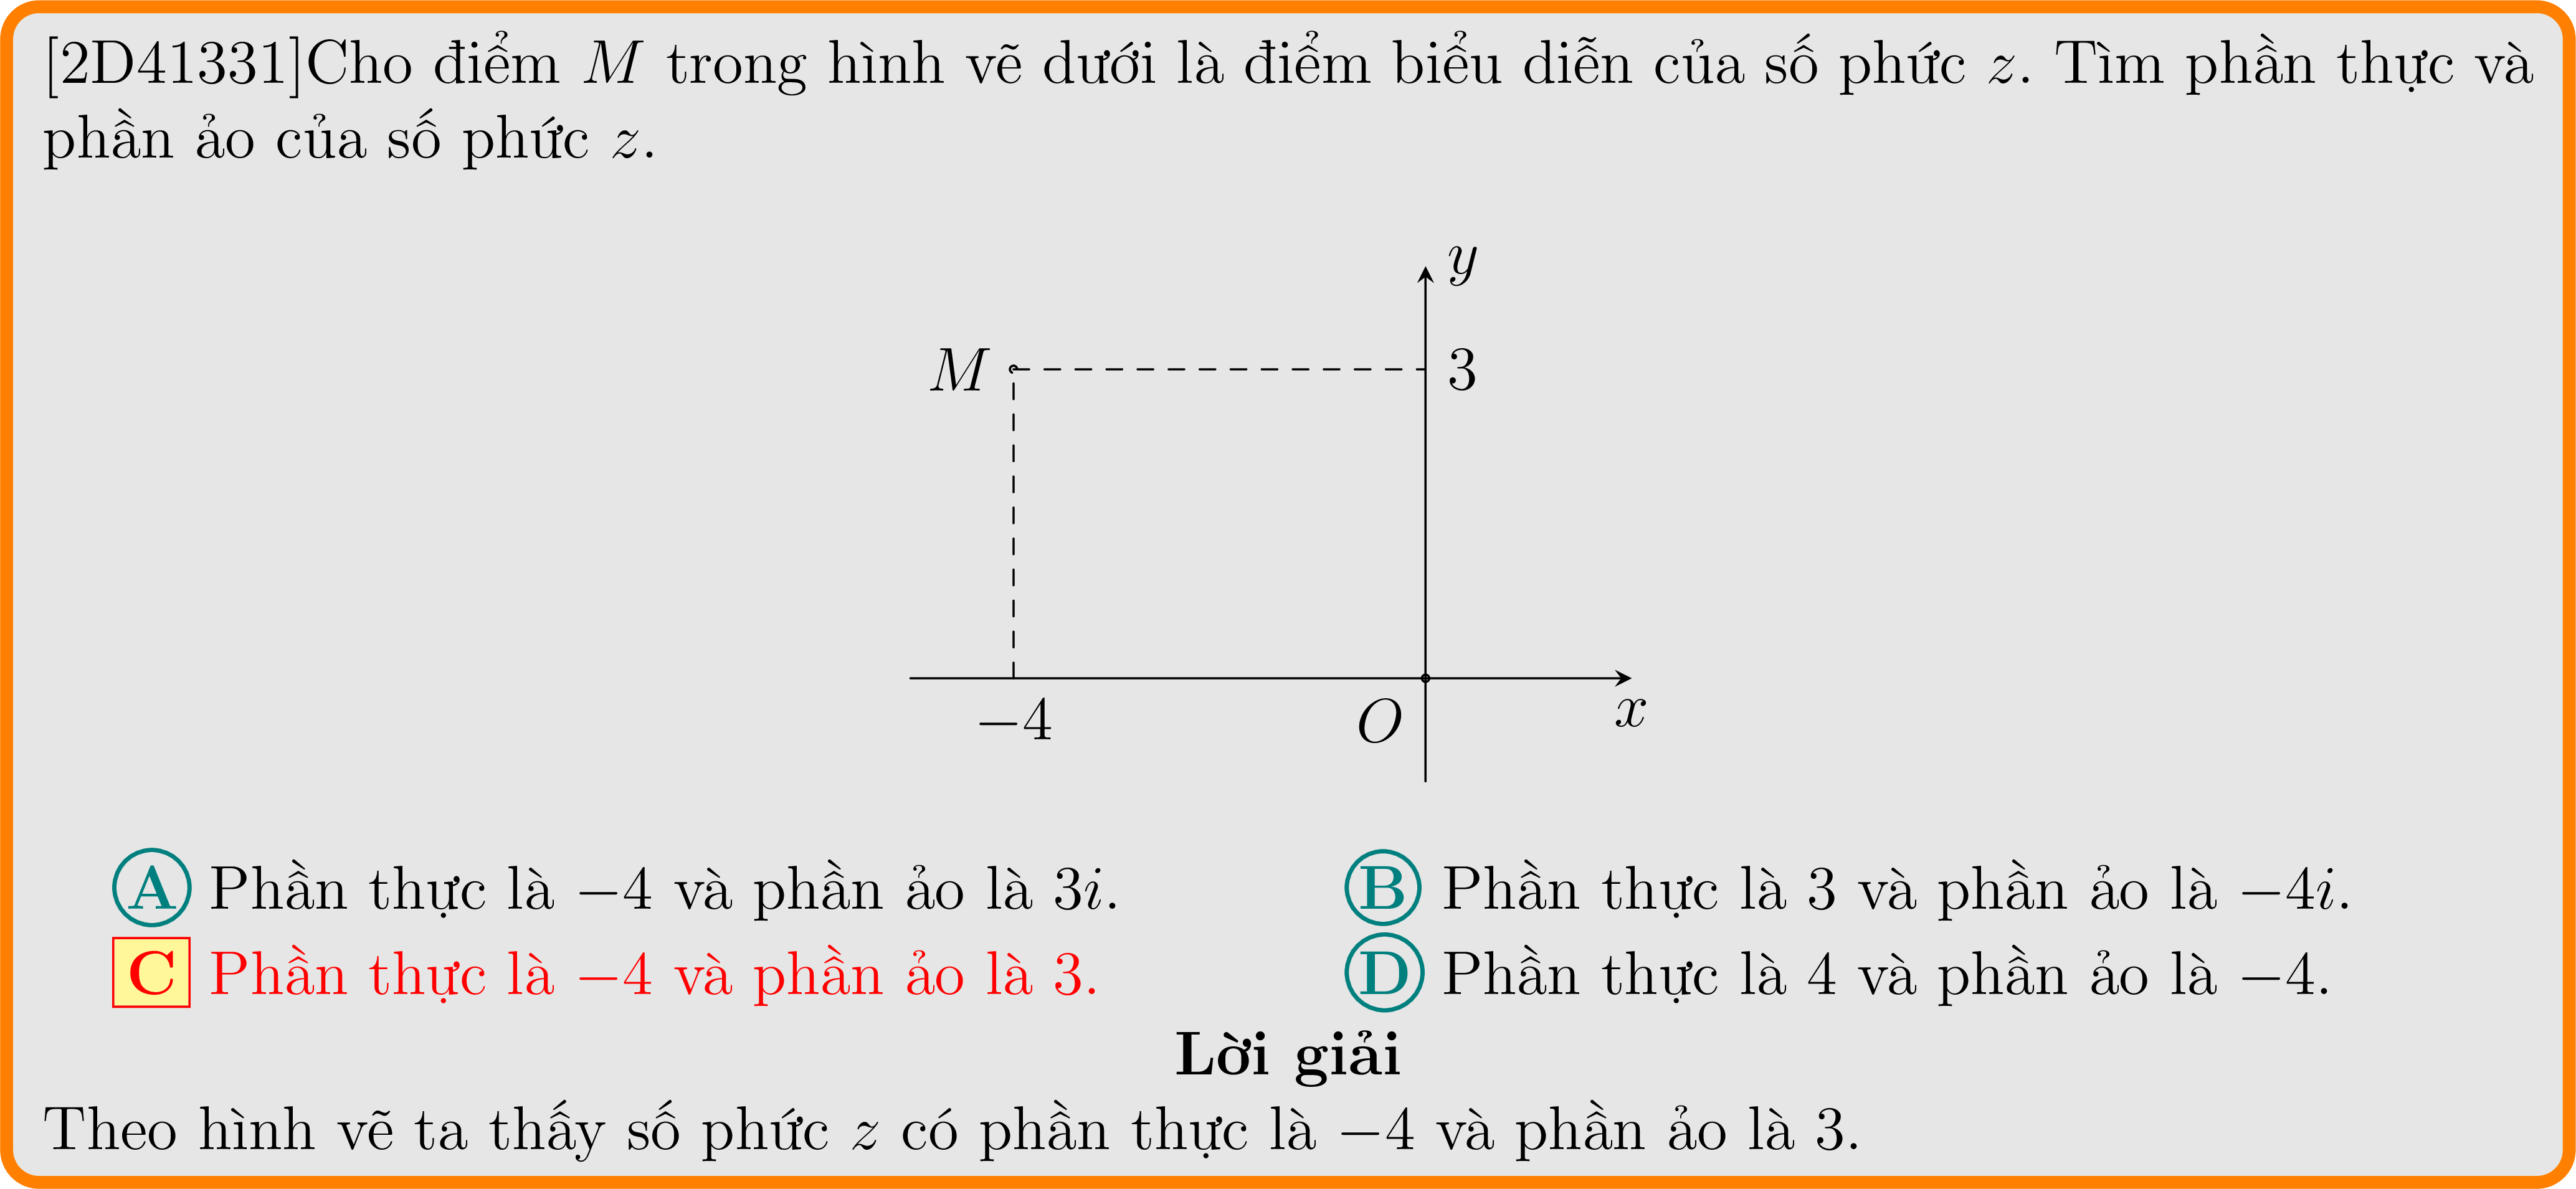 [2D41331]Cho điểm M trong hình vẽ dưới là điểm biểu diễn của số phức z. Tìm phần thực và
phần ảo của số phức z.
y
M 3
−4 O x
A Phần thực là −4 và phần ảo là 3i. B Phần thực là 3 và phần ảo là −4i.
C Phần thực là −4 và phần ảo là 3. D Phần thực là 4 và phần ảo là −4.
Lời giải
Theo hình vẽ ta thấy số phức z có phần thực là −4 và phần ảo là 3.